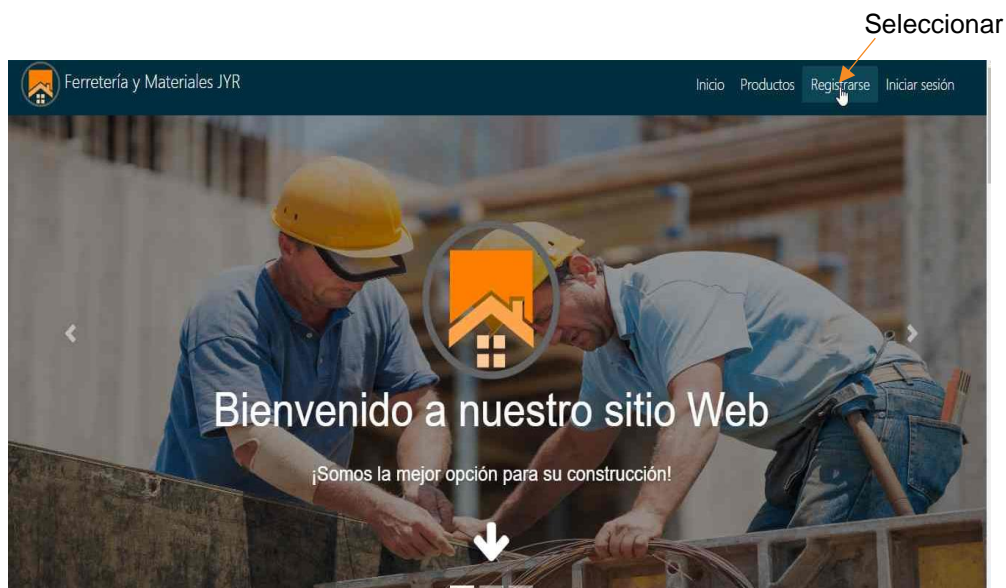 Seleccionar
Ferretería y Materiales JYR
Inicio Productos Registrarse Iniciar sesión
Bienvenido a nuestro sitio Web
¡Somos la mejor opción para su construcción!